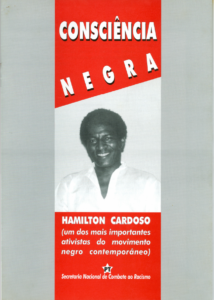 CONSCIÊNCIA
NEGRA
HAMILTON CARDOSO
(um dos mais importantes
ativistas do movimento
negro contemporâneo)
Secretaria Nacional de Combate ao Racismo